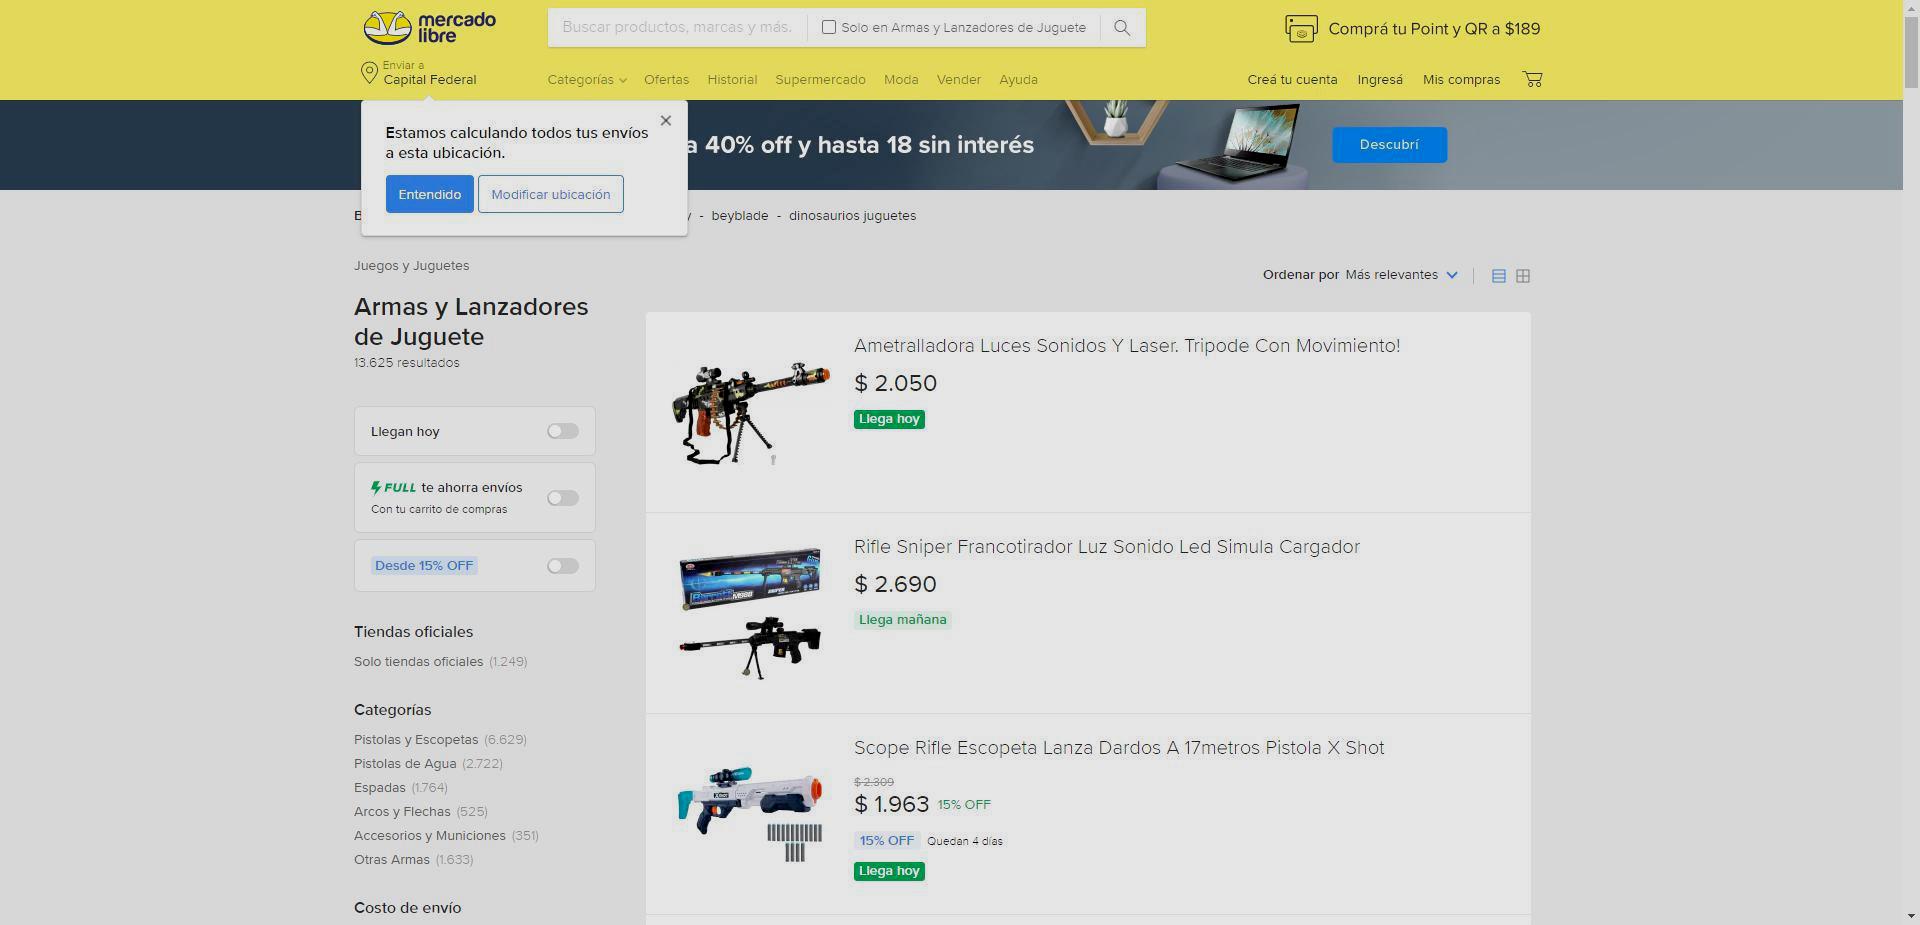 mercado
libre
Buscar productos, marcas y más.
Solo en Armas y Lanzadores de Juguete
Comprá tu Point y QR a $189
Enviar a
Capital Federal
Categorías
Ofertas
Historial
Supermercado
Moda
Vender
Ayuda
Creá tu cuenta
Ingresá
Mis compras
Estamos calculando todos tus envíos
a esta ubicación.
Entendido
Modificar ubicación
a 40% off y hasta 18 sin interés
Descubrí
- beyblade - dinosaurios juguetes
Juegos y Juguetes
Ordenar por Más relevantes
Armas y Lanzadores
de Juguete
13.625 resultados
Llegan hoy
FULL te ahorra envíos
Con tu carrito de compras
Desde 15% OFF
Tiendas oficiales
Solo tiendas oficiales (1.249)
Categorías
Pistolas y Escopetas (6.629)
Pistolas de Agua (2.722)
Espadas (1.764)
Arcos y Flechas (525)
Accesorios y Municiones (351)
Otras Armas (1.633)
Costo de envío
Ametralladora Luces Sonidos Y Laser. Tripode Con Movimiento!
$ 2.050
Llega hoy
Rifle Sniper Francotirador Luz Sonido Led Simula Cargador
$ 2.690
Llega mañana
Scope Rifle Escopeta Lanza Dardos A 17metros Pistola X Shot
$ 2.309
$ 1.963 15% OFF
15% OFF Quedan 4 días
Llega hoy